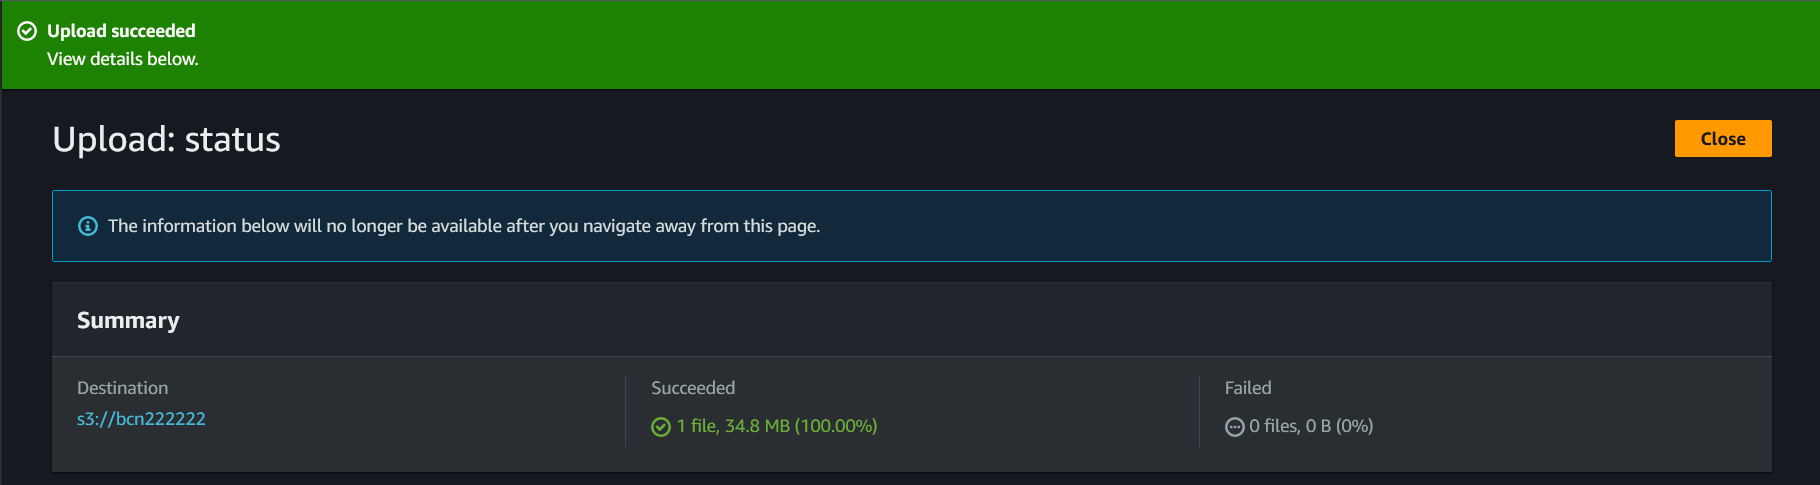 Upload succeeded
View details below.
Upload: status
Close
The information below will no longer be available after you navigate away from this page.
Summary
Destination
s3://bcn222222
Succeeded
1 file, 34.8 MB (100.00%)
Failed
0 files, 0 B (0%)